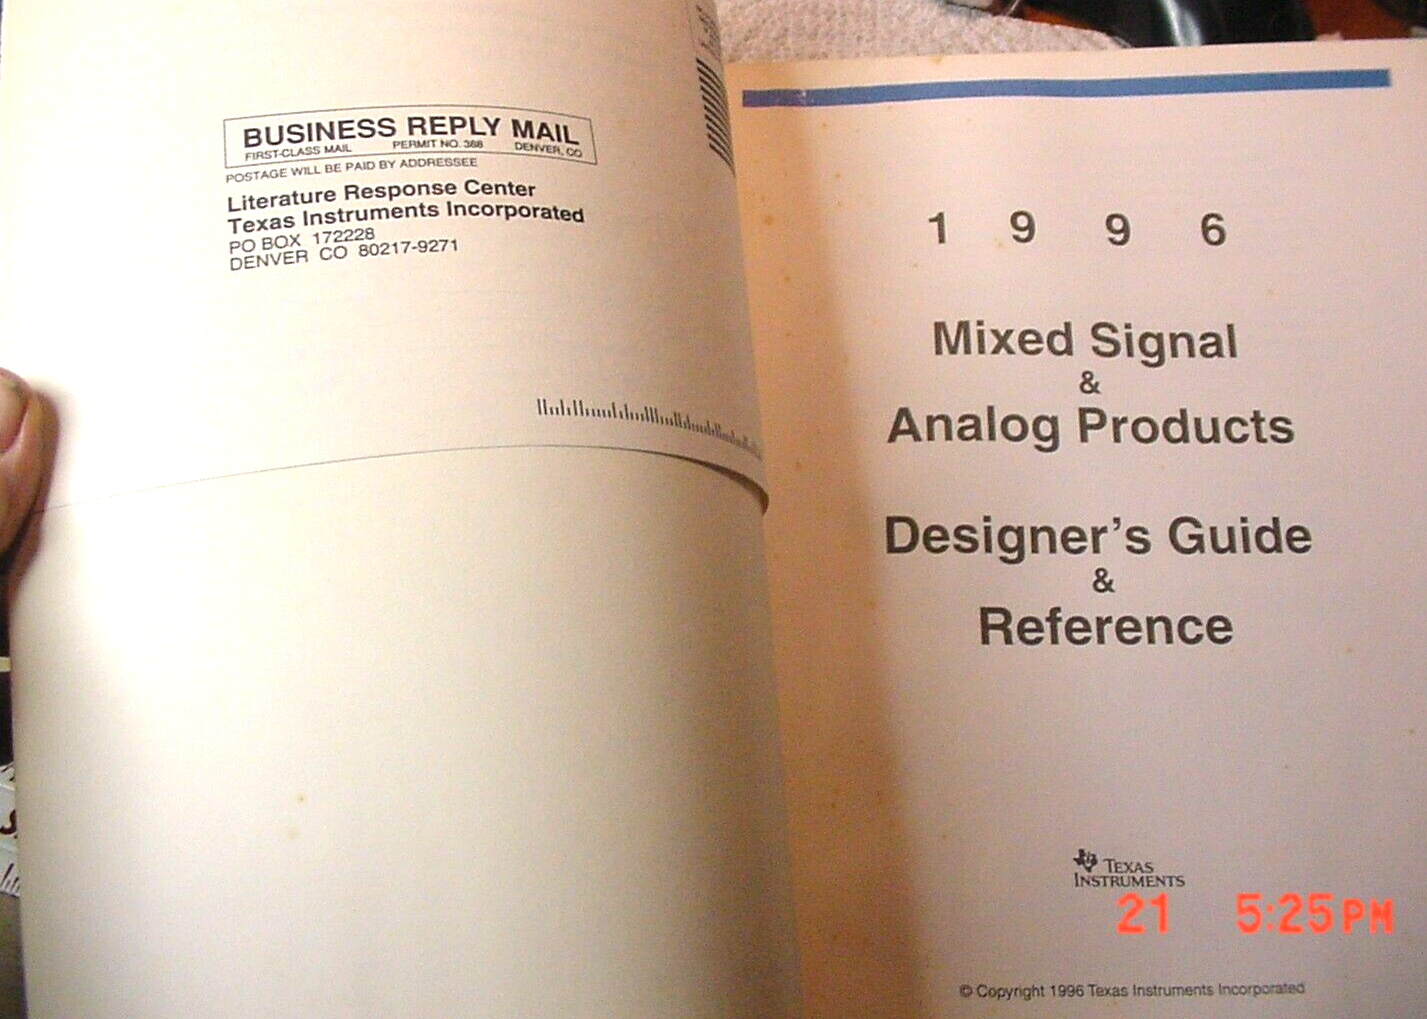 BUSINESS REPLY MAIL
FIRST-CLASS MAIL PERMIT NO. 388 DENVER, CO
POSTAGE WILL BE PAID BY ADDRESSEE
Literature Response Center
Texas Instruments Incorporated
PO BOX 172228
DENVER CO 80217-9271
1 9 9 6
Mixed Signal
&
Analog Products
Designer's Guide
&
Reference
TEXAS
INSTRUMENTS
21 5:25PM
© Copyright 1996 Texas Instruments Incorporated